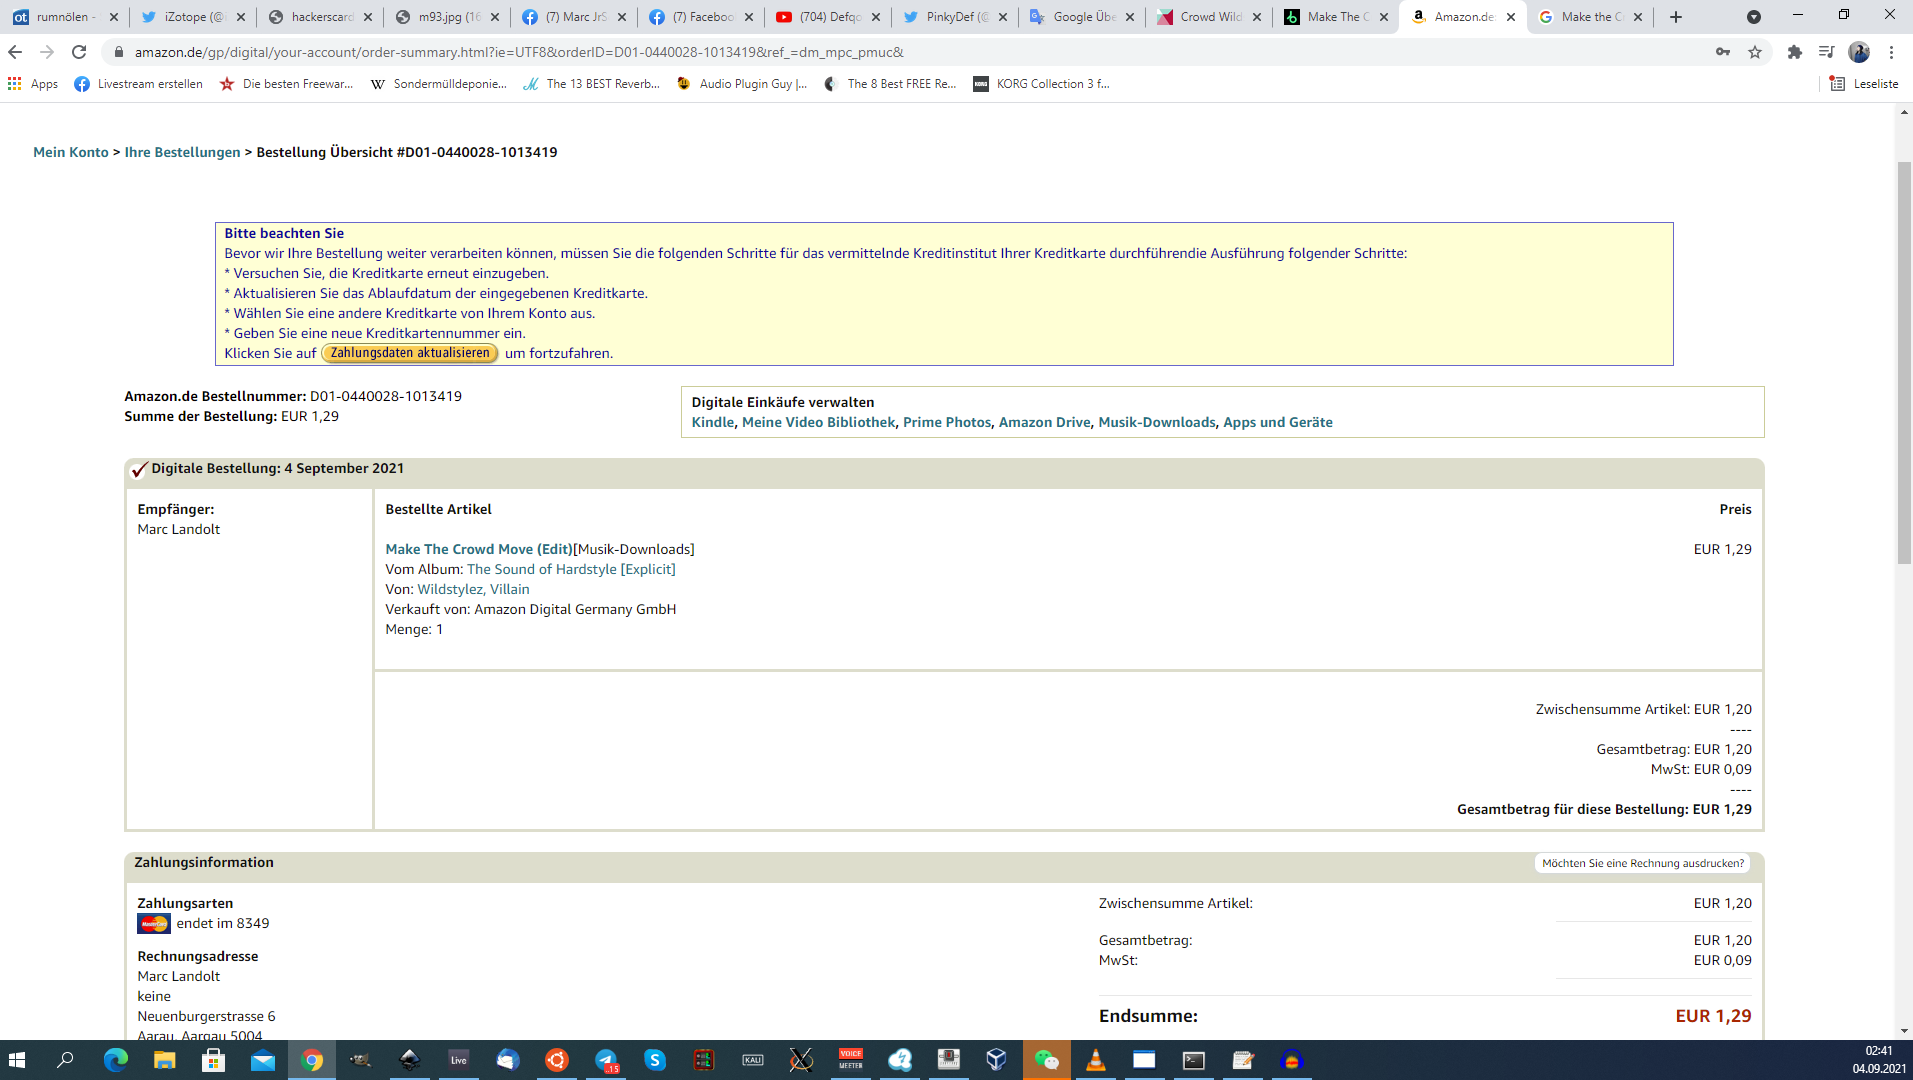 rumnölen -
iZotope (@i
hackerscard
m93.jpg (16
(7) Marc JrS
(7) Faceboo
(704) Defqo
PinkyDef (@
Google Übe
Crowd Wild
Make The C
Amazon.de:
Make the C
amazon.de/gp/digital/your-account/order-summary.html?ie=UTF8&orderID=D01-0440028-1013419&ref_=dm_mpc_pmuc&
Apps
Livestream erstellen
Die besten Freewar...
Sondermülldeponie...
The 13 BEST Reverb...
Audio Plugin Guy |...
The 8 Best FREE Re...
KORG Collection 3 f...
Leseliste
Mein Konto > Ihre Bestellungen > Bestellung Übersicht #D01-0440028-1013419
Bitte beachten Sie
Bevor wir Ihre Bestellung weiter verarbeiten können, müssen Sie die folgenden Schritte für das vermittelnde Kreditinstitut Ihrer Kreditkarte durchführendie Ausführung folgender Schritte:
* Versuchen Sie, die Kreditkarte erneut einzugeben.
* Aktualisieren Sie das Ablaufdatum der eingegebenen Kreditkarte.
* Wählen Sie eine andere Kreditkarte von Ihrem Konto aus.
* Geben Sie eine neue Kreditkartennummer ein.
Klicken Sie auf Zahlungsdaten aktualisieren um fortzufahren.
Amazon.de Bestellnummer: D01-0440028-1013419
Summe der Bestellung: EUR 1,29
Digitale Einkäufe verwalten
Kindle, Meine Video Bibliothek, Prime Photos, Amazon Drive, Musik-Downloads, Apps und Geräte
Digitale Bestellung: 4 September 2021
Empfänger:
Marc Landolt
Bestellte Artikel
Preis
Make The Crowd Move (Edit)[Musik-Downloads]
EUR 1,29
Vom Album: The Sound of Hardstyle [Explicit]
Von: Wildstylez, Villain
Verkauft von: Amazon Digital Germany GmbH
Menge: 1
Zwischensumme Artikel: EUR 1,20
----
Gesamtbetrag: EUR 1,20
MwSt: EUR 0,09
----
Gesamtbetrag für diese Bestellung: EUR 1,29
Zahlungsinformation
Möchten Sie eine Rechnung ausdrucken?
Zahlungsarten
MasterCard endet im 8349
Rechnungsadresse
Marc Landolt
keine
Neuenburgerstrasse 6
Aarau, Aargau 5004
Zwischensumme Artikel: EUR 1,20
Gesamtbetrag: EUR 1,20
MwSt: EUR 0,09
Endsumme: EUR 1,29
Live
KALI
VOICE
MEETER
02:41
04.09.2021